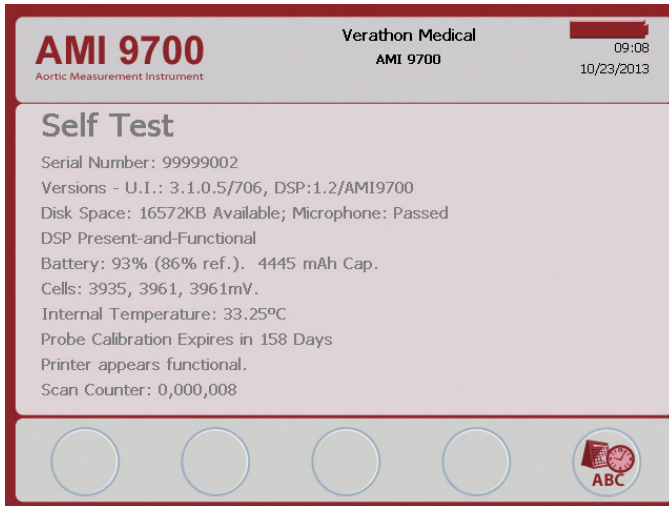 AMI 9700
Aortic Measurement Instrument
Verathon Medical
AMI 9700
09:08
10/23/2013
Self Test
Serial Number: 99999002
Versions - U.I.: 3.1.0.5/706, DSP:1.2/AMI9700
Disk Space: 16572KB Available; Microphone: Passed
DSP Present-and-Functional
Battery: 93% (86% ref.).  4445 mAh Cap.
Cells: 3935, 3961, 3961mV.
Internal Temperature: 33.25ºC
Probe Calibration Expires in 158 Days
Printer appears functional.
Scan Counter: 0,000,008
ABC